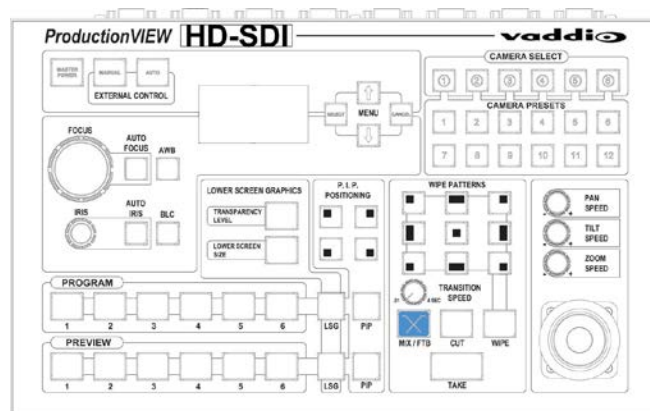 ProductionVIEW HD-SDI
vaddio
MASTER POWER
MANUAL
AUTO
EXTERNAL CONTROL
SELECT
MENU
CANCEL
CAMERA SELECT
1 2 3 4 5 6
CAMERA PRESETS
1 2 3 4 5 6
7 8 9 10 11 12
FOCUS
AUTO FOCUS
AWB
IRIS
AUTO IRIS
BLC
LOWER SCREEN GRAPHICS
TRANSPARENCY LEVEL
LOWER SCREEN SIZE
P.I.P. POSITIONING
WIPE PATTERNS
TRANSITION SPEED
MIX / FTB
CUT
WIPE
TAKE
PAN SPEED
TILT SPEED
ZOOM SPEED
PROGRAM
1 2 3 4 5 6 LSG PIP
PREVIEW
1 2 3 4 5 6 LSG PIP